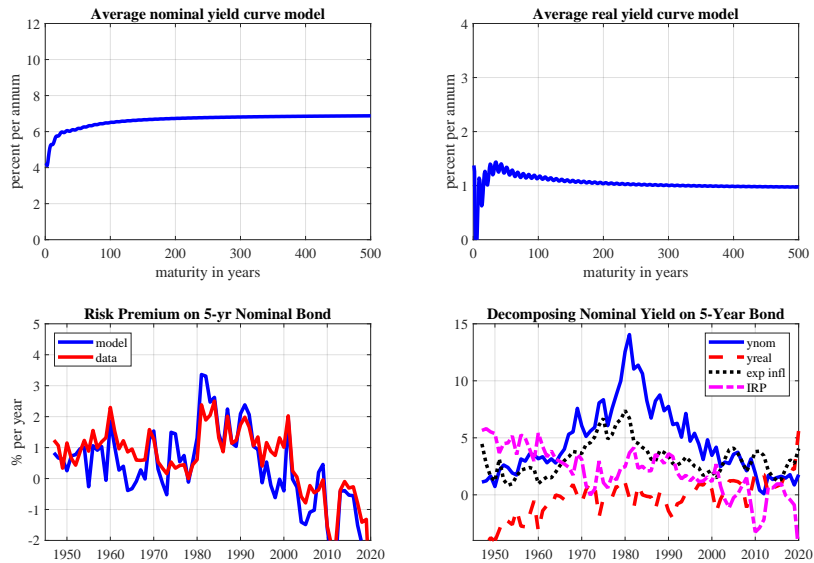 Average nominal yield curve model
percent per annum
12
10
8
6
4
2
0
0 100 200 300 400 500
maturity in years
Average real yield curve model
percent per annum
4
3
2
1
0
0 100 200 300 400 500
maturity in years
Risk Premium on 5-yr Nominal Bond
% per year
5
4
3
2
1
0
-1
-2
model
data
1950 1960 1970 1980 1990 2000 2010 2020
Decomposing Nominal Yield on 5-Year Bond
15
10
5
0
ynom
yreal
exp infl
IRP
1950 1960 1970 1980 1990 2000 2010 2020